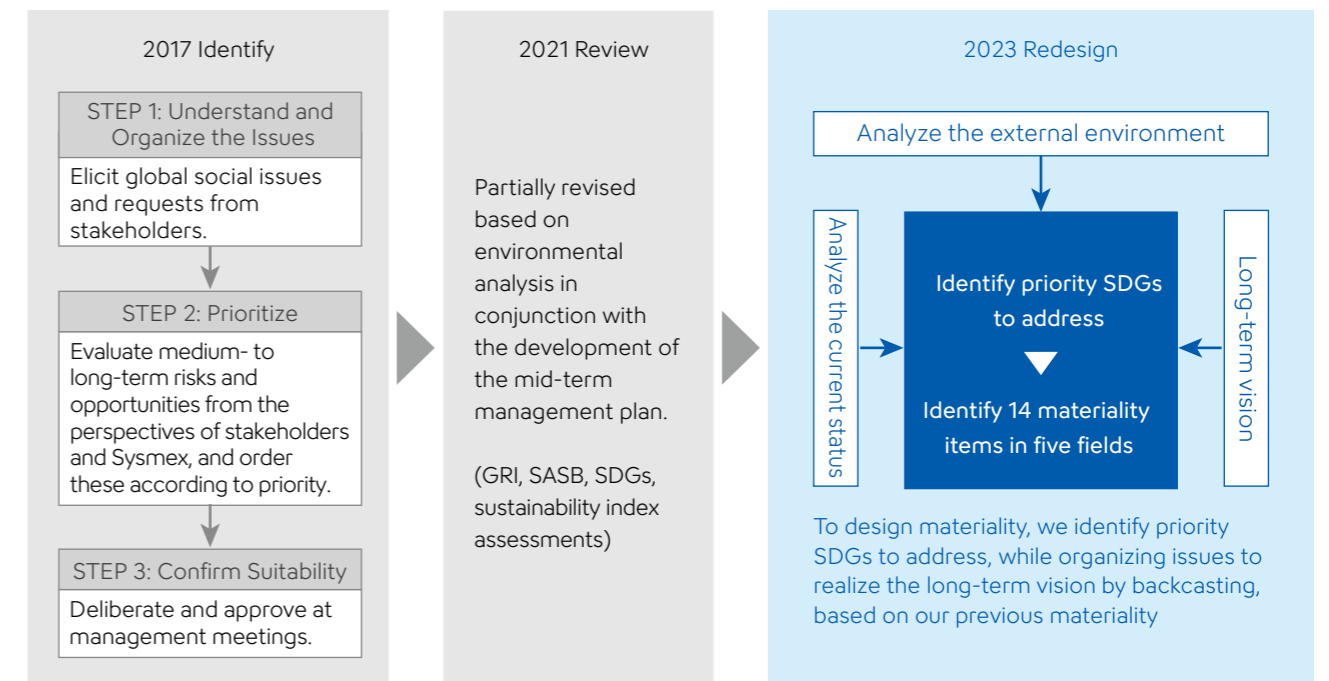 2017 Identify
STEP 1: Understand and
Organize the Issues
Elicit global social issues
and requests from
stakeholders.
STEP 2: Prioritize
Evaluate medium- to
long-term risks and
opportunities from the
perspectives of stakeholders
and Sysmex, and order
these according to priority.
STEP 3: Confirm Suitability
Deliberate and approve at
management meetings.
2021 Review
Partially revised
based on
environmental
analysis in
conjunction with
the development of
the mid-term
management plan.
(GRI, SASB, SDGs,
sustainability index
assessments)
2023 Redesign
Analyze the external environment
Analyze the current status
Identify priority SDGs
to address
Identify 14 materiality
items in five fields
Long-term vision
To design materiality, we identify priority
SDGs to address, while organizing issues to
realize the long-term vision by backcasting,
based on our previous materiality